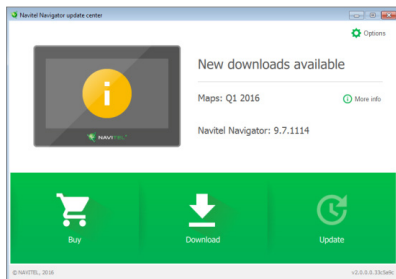 Navitel Navigator update center
Options
New downloads available
Maps: Q1 2016
More info
Navitel Navigator: 9.7.1114
NAVITEL
Buy
Download
Update
© NAVITEL, 2016